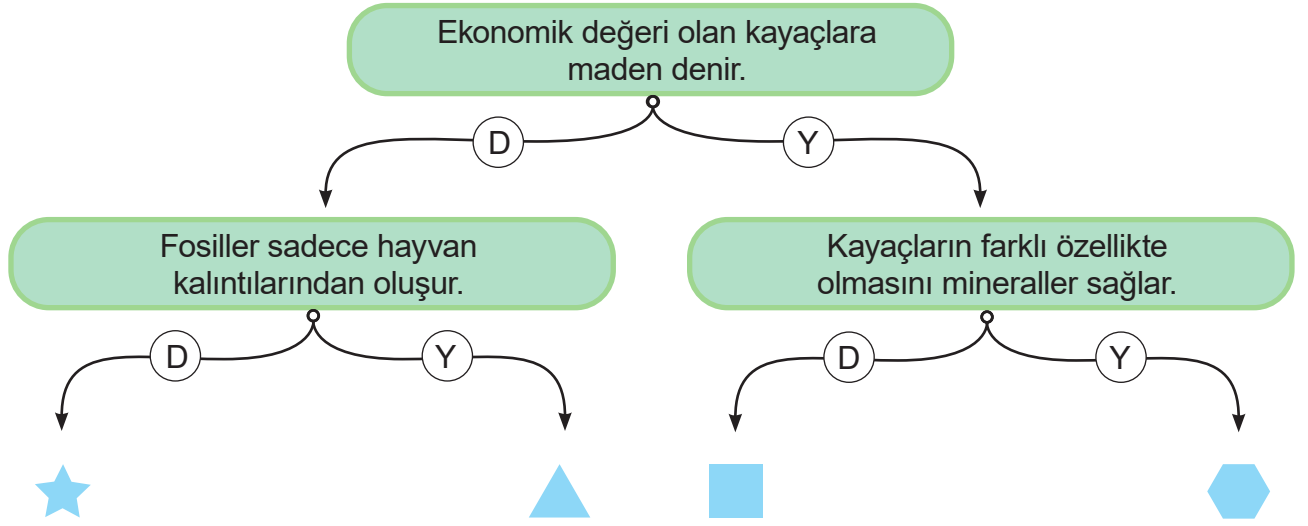 Ekonomik değeri olan kayaçlara
maden denir.
D
Y
Fosiller sadece hayvan
kalıntılarından oluşur.
Kayaçların farklı özellikte
olmasını mineraller sağlar.
D
Y
D
Y